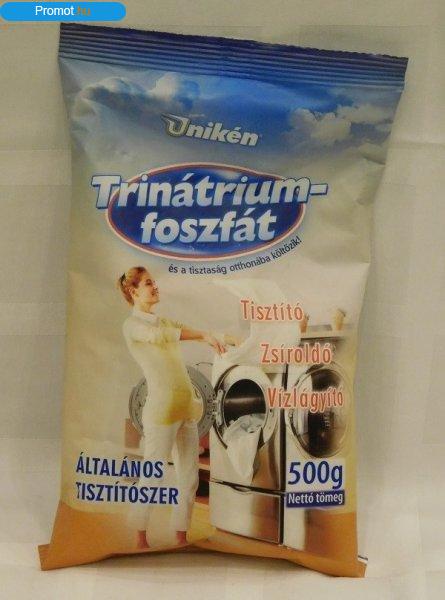 Promot.hu
Unikén
Trinátrium-
foszfát
és a tisztaság otthonába költözik!
Tisztító
Zsíroldó
Vízlágyító
ÁLTALÁNOS
TISZTÍTÓSZER
500g
Nettó tömeg